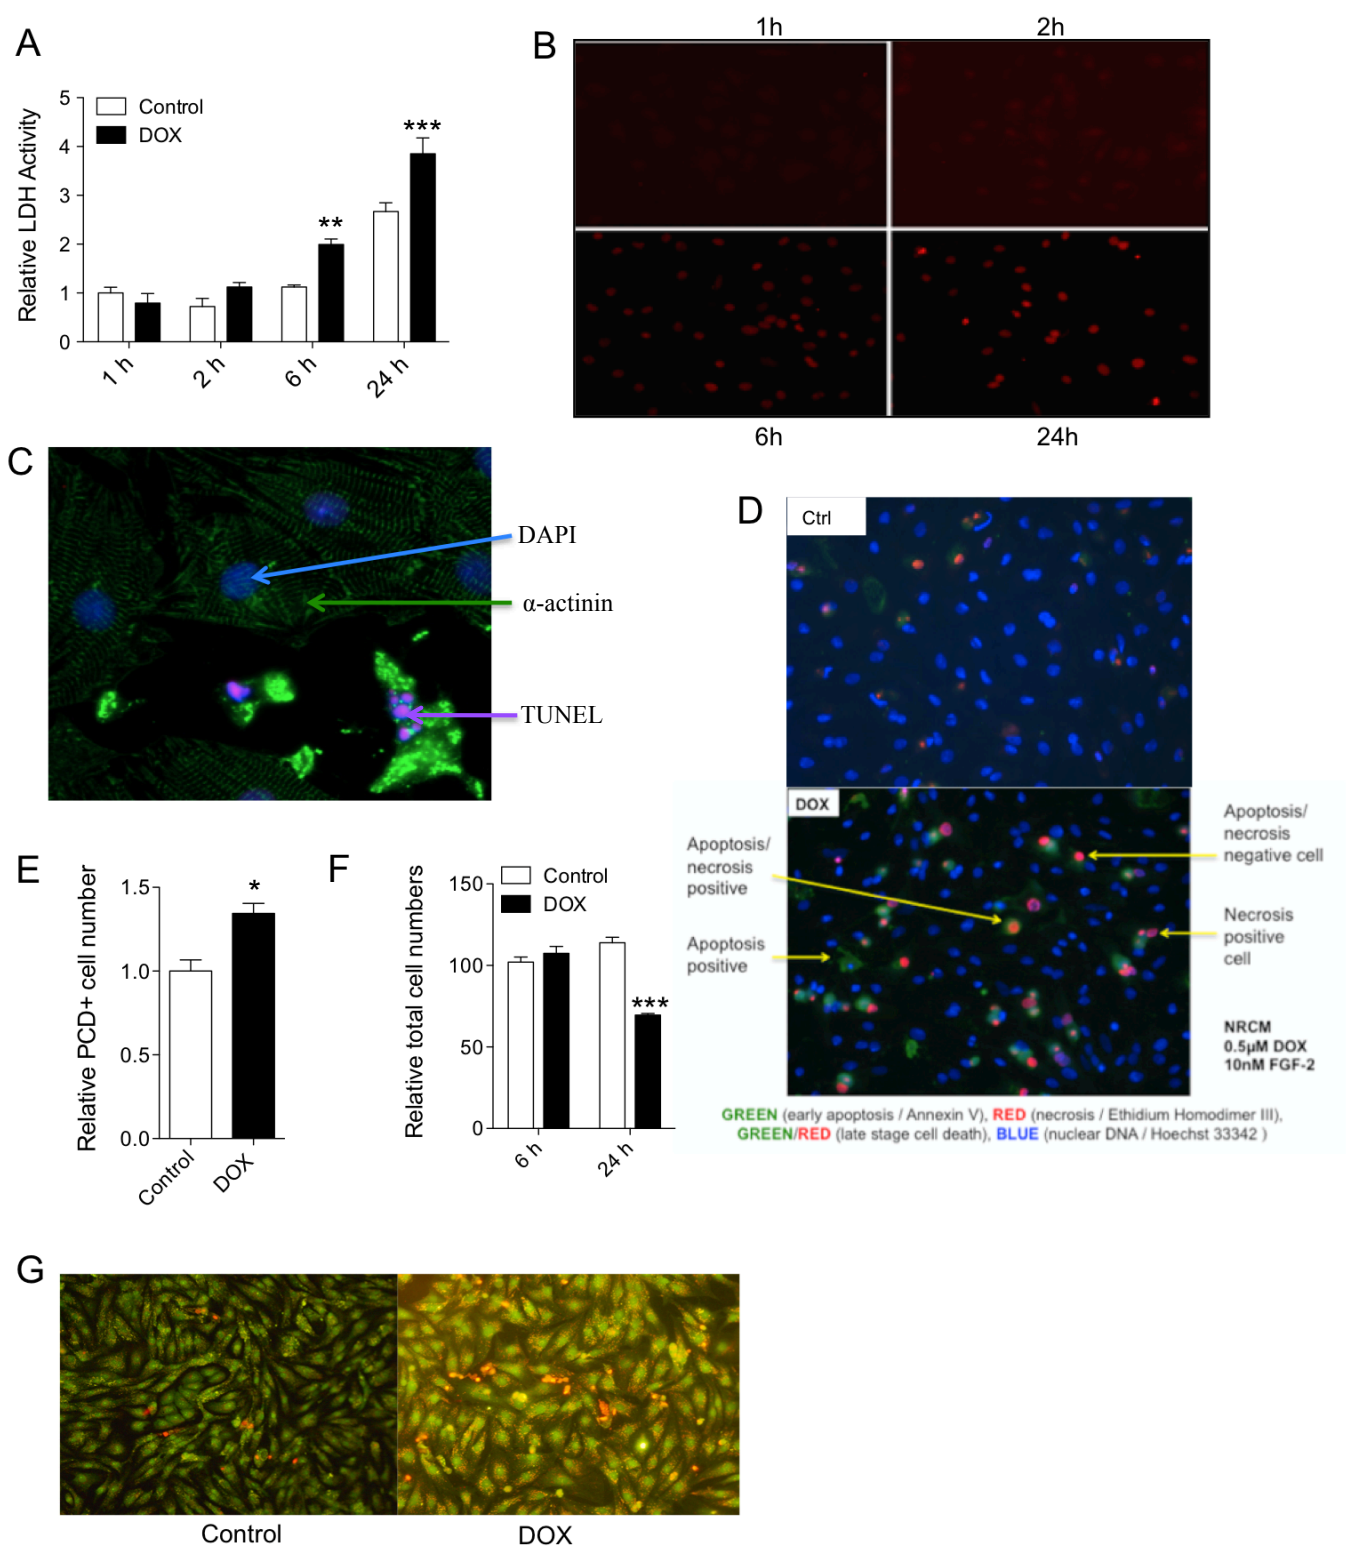 A
Relative LDH Activity
5
4
3
2
1
0
Control
DOX
**
***
1 h
2 h
6 h
24 h
B
1h
2h
6h
24h
C
DAPI
α-actinin
TUNEL
D
Ctrl
DOX
Apoptosis/
necrosis
positive
Apoptosis
positive
Apoptosis/
necrosis
negative cell
Necrosis
positive
cell
NRCM
0.5µM DOX
10nM FGF-2
GREEN (early apoptosis / Annexin V), RED (necrosis / Ethidium Homodimer III),
GREEN/RED (late stage cell death), BLUE (nuclear DNA / Hoechst 33342 )
E
Relative PCD+ cell number
1.5
1.0
0.5
0.0
*
Control
DOX
F
Relative total cell numbers
150
100
50
0
Control
DOX
***
6 h
24 h
G
Control
DOX